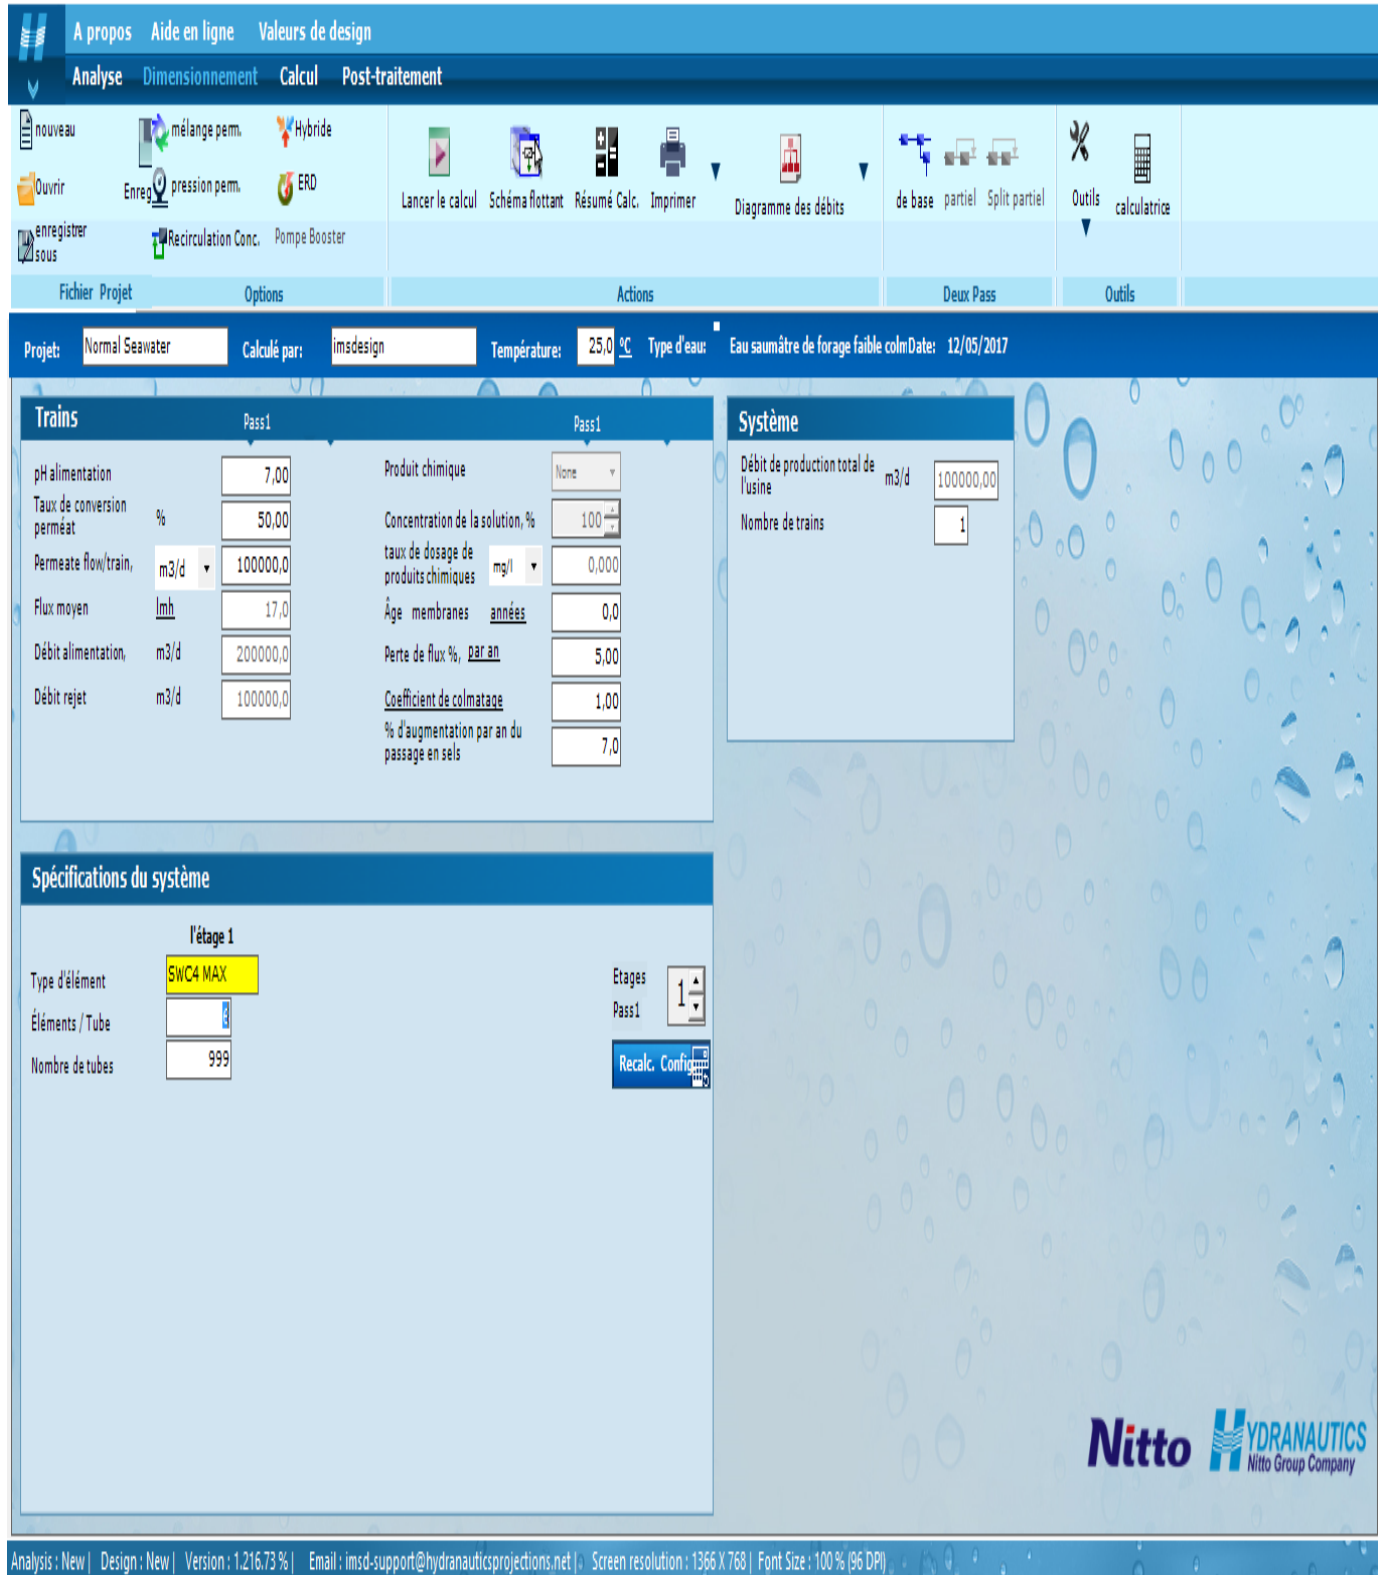 A propos Aide en ligne Valeurs de design
Analyse Dimensionnement Calcul Post-traitement
nouveau mélange perm. Hybride
Ouvrir Enreg pression perm. ERD
enregistrer sous Recirculation Conc. Pompe Booster
Lancer le calcul Schéma flottant Résumé Calc. Imprimer Diagramme des débits
de base partiel Split partiel Outils calculatrice
Fichier Projet Options Actions Deux Pass Outils
Projet: Normal Seawater Calculé par: imsdesign Température: 25,0 ºC Type d'eau: Eau saumâtre de forage faible colm Date: 12/05/2017
Trains Pass1 Pass1
pH alimentation 7,00
Taux de conversion perméat % 50,00
Permeate flow/train, m3/d 100000,0
Flux moyen lmh 17,0
Débit alimentation, m3/d 200000,0
Débit rejet m3/d 100000,0
Produit chimique None
Concentration de la solution, % 100
taux de dosage de produits chimiques mg/l 0,000
Âge membranes années 0,0
Perte de flux %, par an 5,00
Coefficient de colmatage 1,00
% d'augmentation par an du passage en sels 7,0
Système
Débit de production total de l'usine m3/d 100000,00
Nombre de trains 1
Spécifications du système
l'étage 1
Type d'élément SWC4 MAX
Éléments / Tube
Nombre de tubes 999
Etages Pass1 1
Recalc. Config
Nitto HYDRANAUTICS
Nitto Group Company
Analysis : New | Design : New | Version : 1.216.73 % | Email : imsd-support@hydranauticsprojections.net | Screen resolution : 1366 X 768 | Font Size : 100 % (96 DPI)